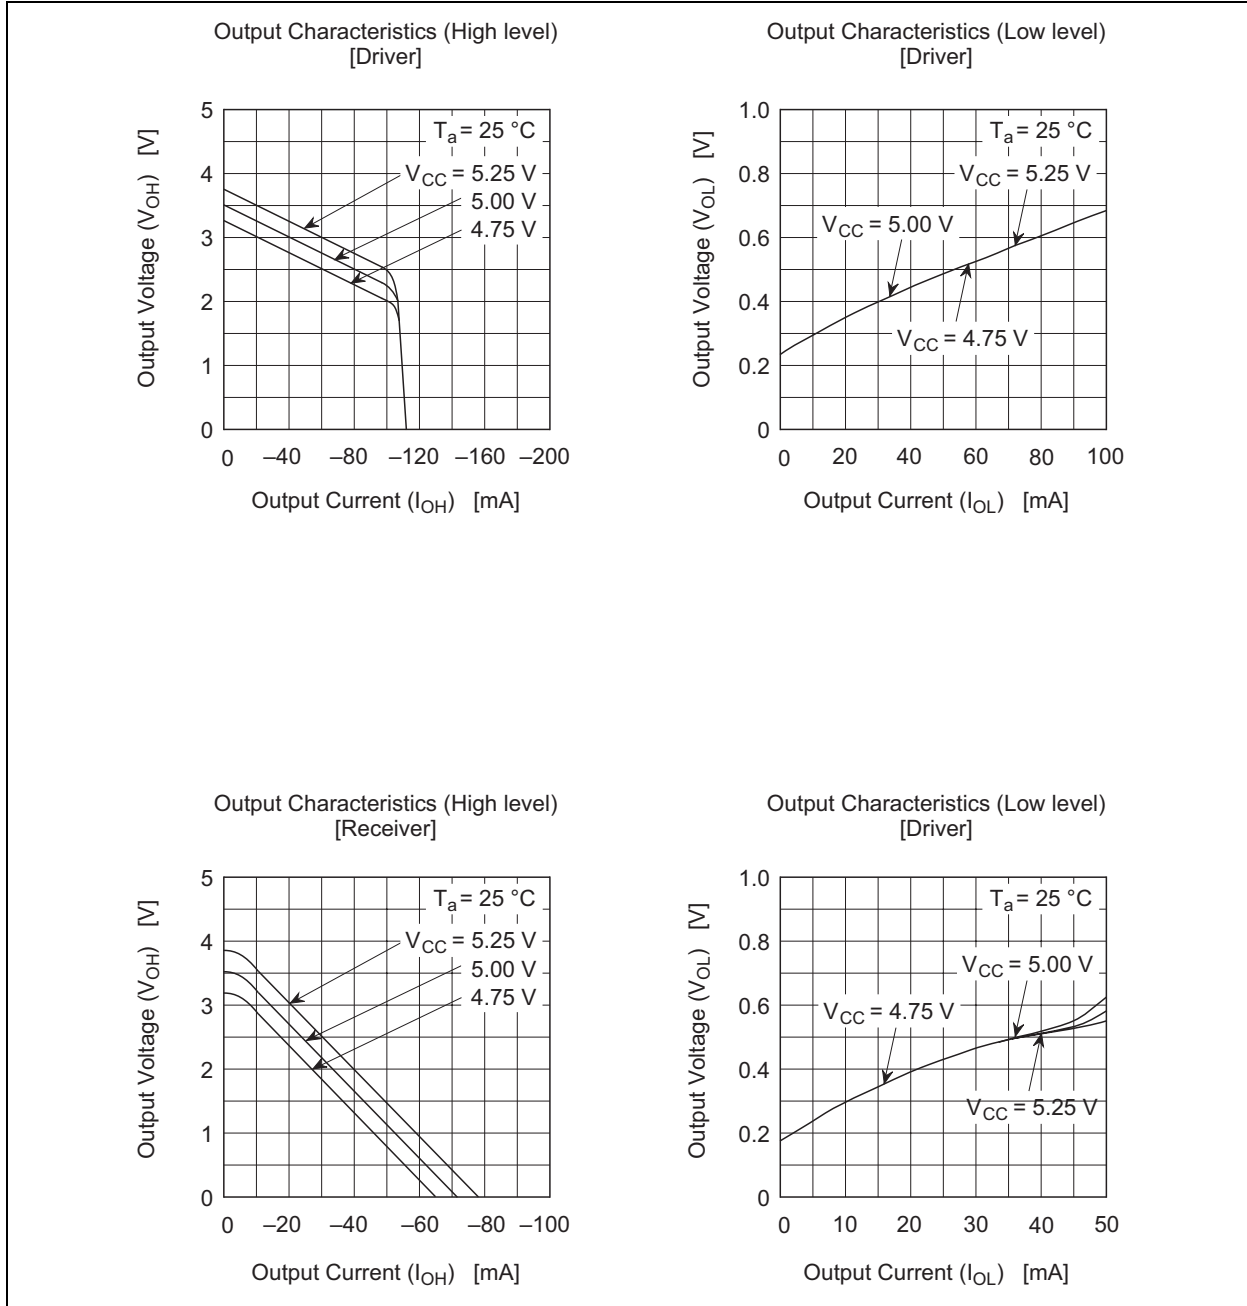 Output Characteristics (High level)
[Driver]
Output Voltage (VOH) [V]
5
4
3
2
1
0
Ta = 25 °C
VCC = 5.25 V
5.00 V
4.75 V
0 –40 –80 –120 –160 –200
Output Current (IOH) [mA]
Output Characteristics (Low level)
[Driver]
Output Voltage (VOL) [V]
1.0
0.8
0.6
0.4
0.2
0
Ta = 25 °C
VCC = 5.25 V
VCC = 5.00 V
VCC = 4.75 V
0 20 40 60 80 100
Output Current (IOL) [mA]
Output Characteristics (High level)
[Receiver]
Output Voltage (VOH) [V]
5
4
3
2
1
0
Ta = 25 °C
VCC = 5.25 V
5.00 V
4.75 V
0 –20 –40 –60 –80 –100
Output Current (IOH) [mA]
Output Characteristics (Low level)
[Driver]
Output Voltage (VOL) [V]
1.0
0.8
0.6
0.4
0.2
0
Ta = 25 °C
VCC = 5.00 V
VCC = 4.75 V
VCC = 5.25 V
0 10 20 30 40 50
Output Current (IOL) [mA]